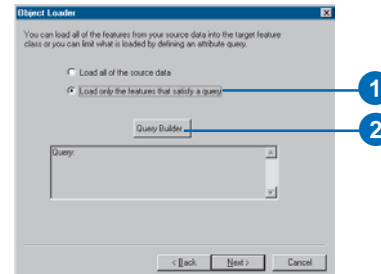 Object Loader
You can load all of the features from your source data into the target feature
class or you can limit what is loaded by defining an attribute query.
Load all of the source data
Load only the features that satisfy a query
1
Query Builder...
2
Query:
< Back
Next >
Cancel